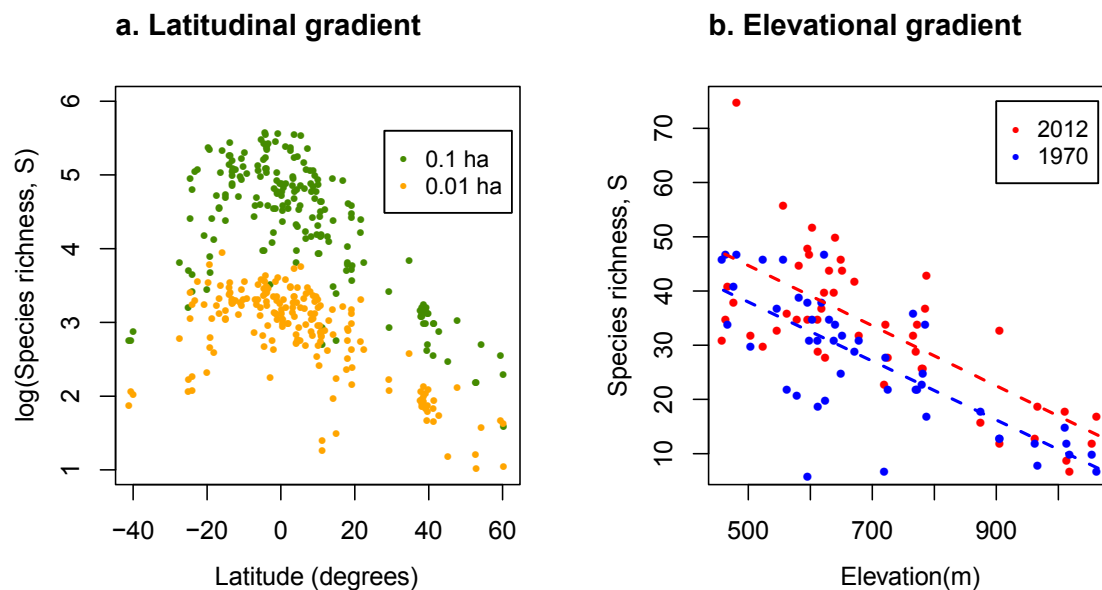 a. Latitudinal gradient
log(Species richness, S)
6
5
4
3
2
1
0.1 ha
0.01 ha
−40 −20 0 20 40 60
Latitude (degrees)
b. Elevational gradient
Species richness, S
70
60
50
40
30
20
10
2012
1970
500 700 900
Elevation(m)